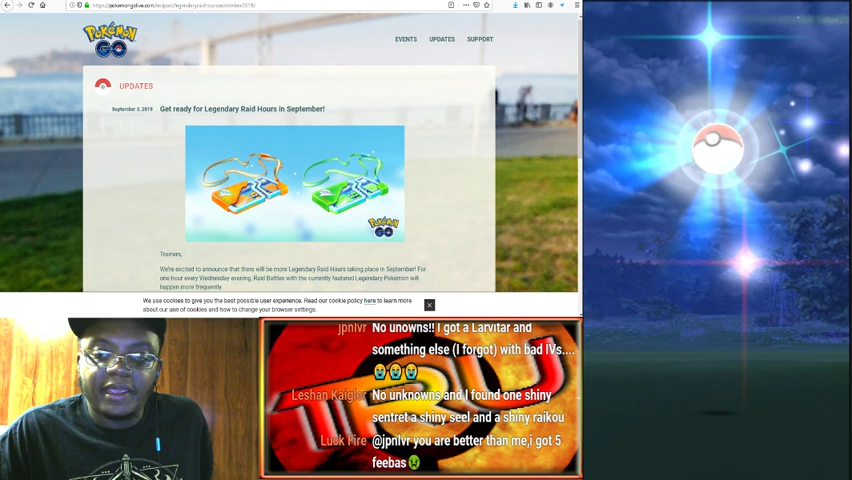 https://pokemongolive.com/en/post/legendaryraidhoursseptember2019/
POKÉMON
GO
EVENTS UPDATES SUPPORT
UPDATES
September 3, 2019 Get ready for Legendary Raid Hours in September!
POKÉMON
GO
Trainers,
We're excited to announce that there will be more Legendary Raid Hours taking place in September! For
one hour every Wednesday evening, Raid Battles with the currently featured Legendary Pokémon will
happen more frequently.
We use cookies to give you the best possible user experience. Read our cookie policy here to learn more
about our use of cookies and how to change your browser settings.
jpnlvr No unowns!! I got a Larvitar and
something else (I forgot) with bad IVs....
😭😭😭
Leshan Kaigler No unknowns and I found one shiny
sentret a shiny seel and a shiny raikou
Luck Fire @jpnlvr you are better than me,i got 5
feebas🤢